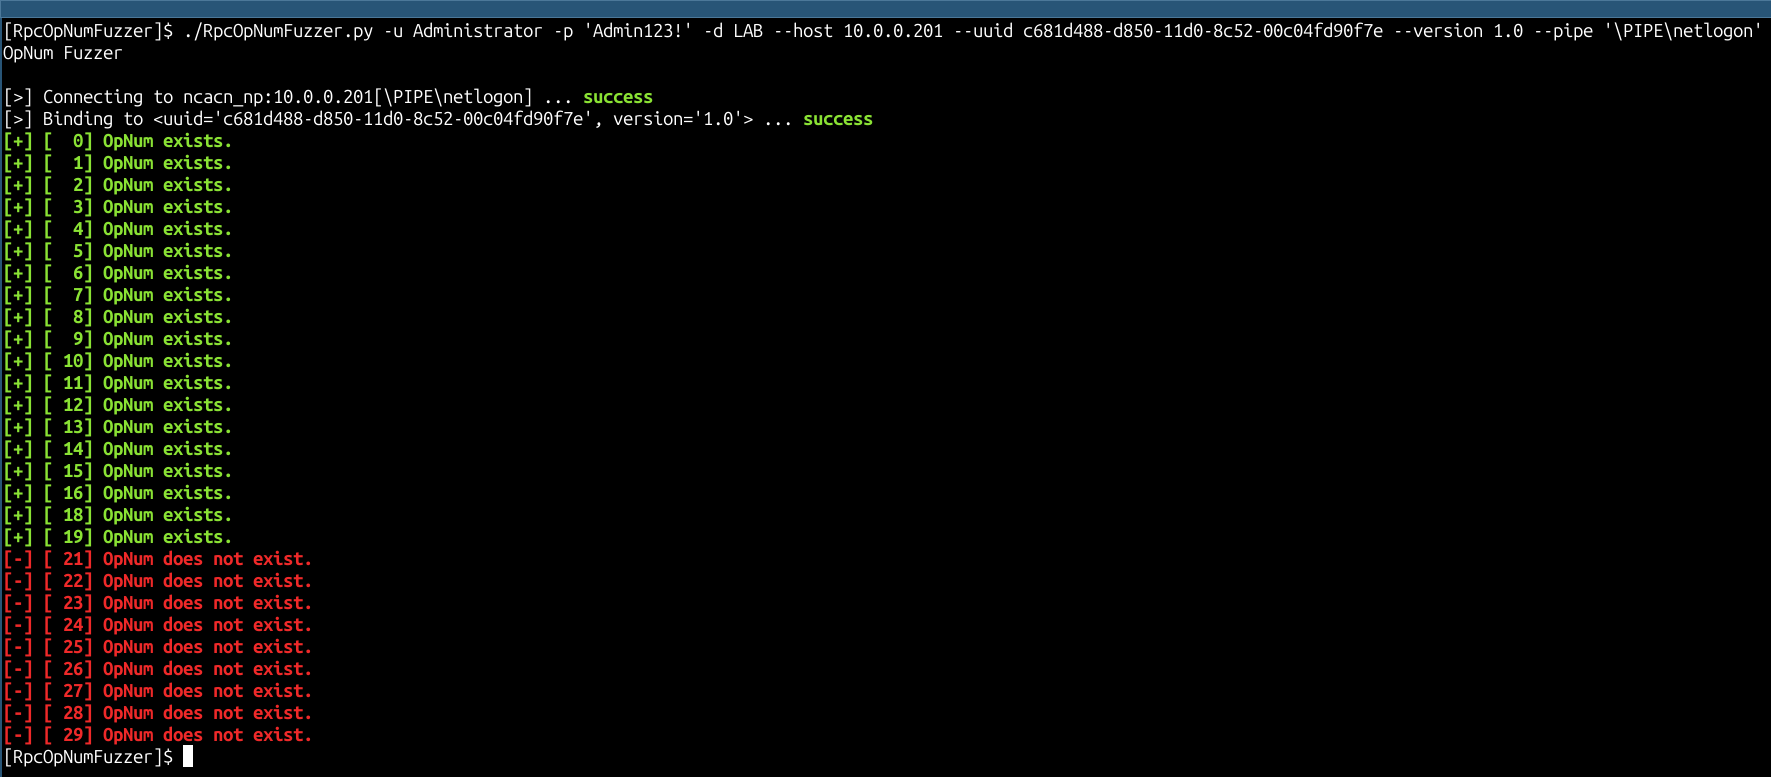 [RpcOpNumFuzzer]$ ./RpcOpNumFuzzer.py -u Administrator -p 'Admin123!' -d LAB --host 10.0.0.201 --uuid c681d488-d850-11d0-8c52-00c04fd90f7e --version 1.0 --pipe '\PIPE\netlogon'
OpNum Fuzzer

[>] Connecting to ncacn_np:10.0.0.201[\PIPE\netlogon] ... success
[>] Binding to <uuid='c681d488-d850-11d0-8c52-00c04fd90f7e', version='1.0'> ... success
[+] [  0] OpNum exists.
[+] [  1] OpNum exists.
[+] [  2] OpNum exists.
[+] [  3] OpNum exists.
[+] [  4] OpNum exists.
[+] [  5] OpNum exists.
[+] [  6] OpNum exists.
[+] [  7] OpNum exists.
[+] [  8] OpNum exists.
[+] [  9] OpNum exists.
[+] [ 10] OpNum exists.
[+] [ 11] OpNum exists.
[+] [ 12] OpNum exists.
[+] [ 13] OpNum exists.
[+] [ 14] OpNum exists.
[+] [ 15] OpNum exists.
[+] [ 16] OpNum exists.
[+] [ 18] OpNum exists.
[+] [ 19] OpNum exists.
[-] [ 21] OpNum does not exist.
[-] [ 22] OpNum does not exist.
[-] [ 23] OpNum does not exist.
[-] [ 24] OpNum does not exist.
[-] [ 25] OpNum does not exist.
[-] [ 26] OpNum does not exist.
[-] [ 27] OpNum does not exist.
[-] [ 28] OpNum does not exist.
[-] [ 29] OpNum does not exist.
[RpcOpNumFuzzer]$